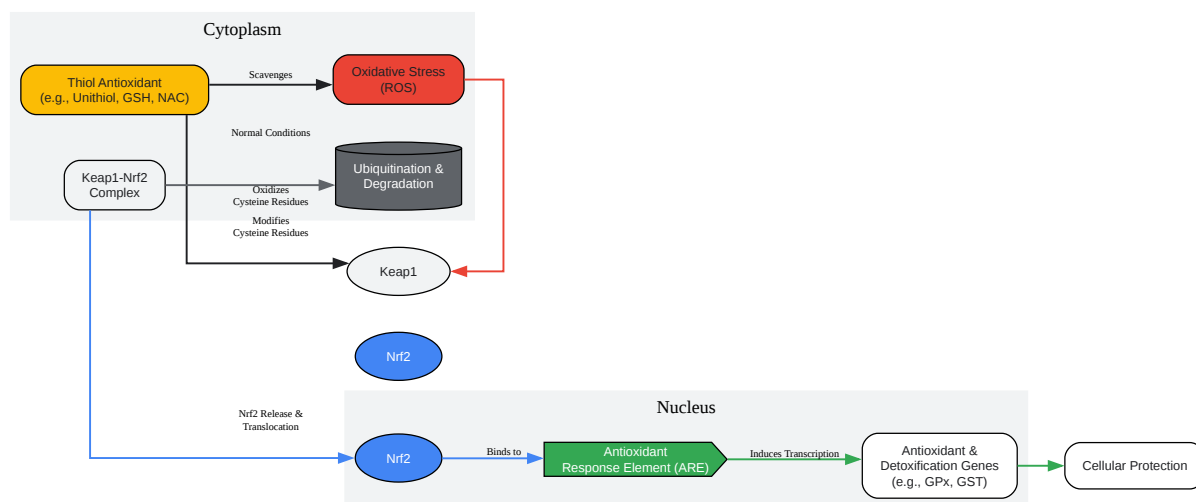 Cytoplasm
Thiol Antioxidant
(e.g., Unithiol, GSH, NAC)
Scavenges
Oxidative Stress
(ROS)
Normal Conditions
Keap1-Nrf2
Complex
Ubiquitination &
Degradation
Oxidizes
Cysteine Residues
Modifies
Cysteine Residues
Keap1
Nrf2
Nucleus
Nrf2 Release &
Translocation
Nrf2
Binds to
Antioxidant
Response Element (ARE)
Induces Transcription
Antioxidant &
Detoxification Genes
(e.g., GPx, GST)
Cellular Protection